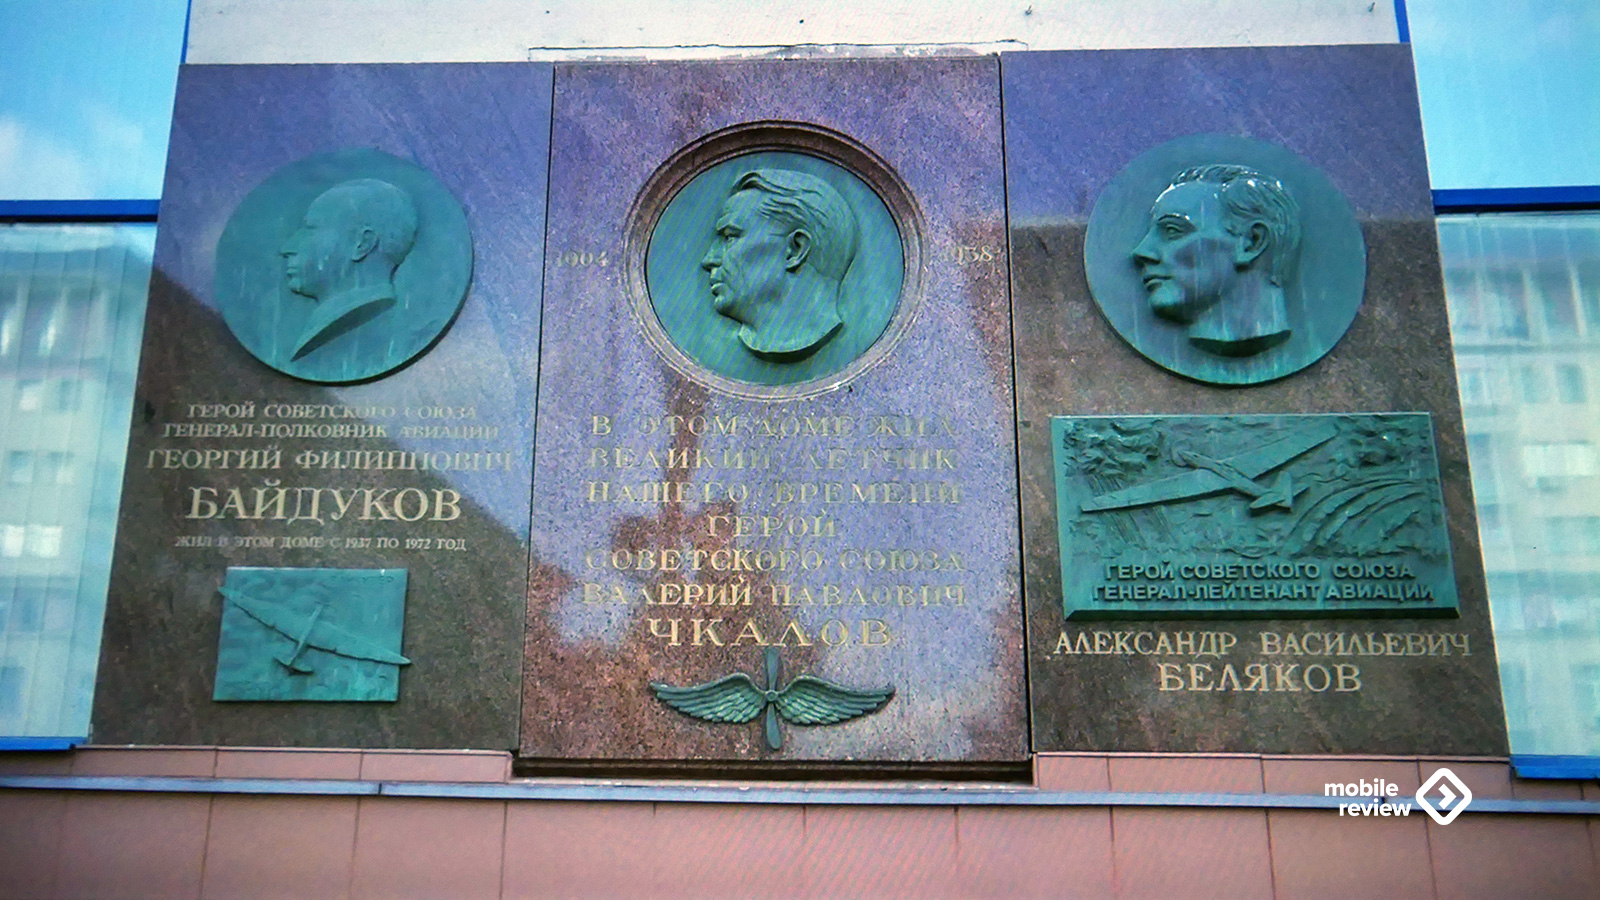 ГЕРОЙ СОВЕТСКОГО СОЮЗА
ГЕНЕРАЛ-ПОЛКОВНИК АВИАЦИИ
ГЕОРГИЙ ФИЛИППОВИЧ
БАЙДУКОВ
ЖИЛ В ЭТОМ ДОМЕ С 1937 ПО 1972 ГОД
1904 1938
В ЭТОМ ДОМЕ ЖИЛ
ВЕЛИКИЙ ЛЕТЧИК
НАШЕГО ВРЕМЕНИ
ГЕРОЙ
СОВЕТСКОГО СОЮЗА
ВАЛЕРИЙ ПАВЛОВИЧ
ЧКАЛОВ
ГЕРОЙ СОВЕТСКОГО СОЮЗА
ГЕНЕРАЛ-ЛЕЙТЕНАНТ АВИАЦИИ
АЛЕКСАНДР ВАСИЛЬЕВИЧ
БЕЛЯКОВ
mobile
review